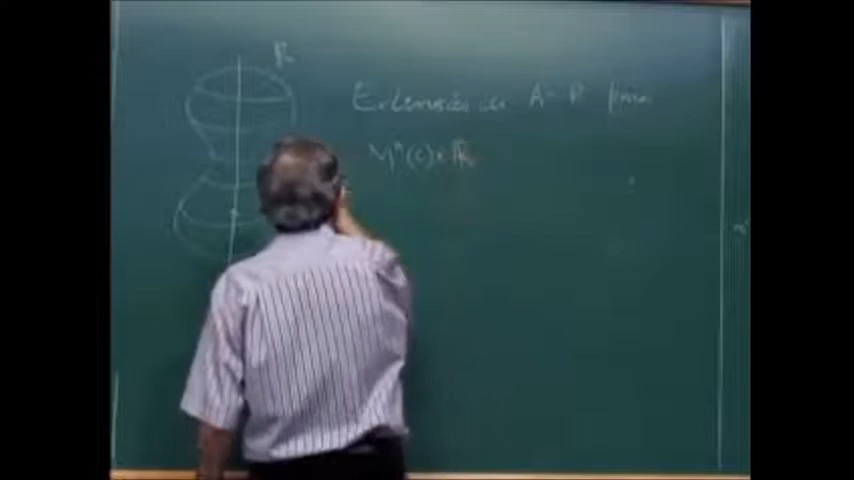 ℝ
Extensão de A-R para
Mⁿ(c)×ℝ